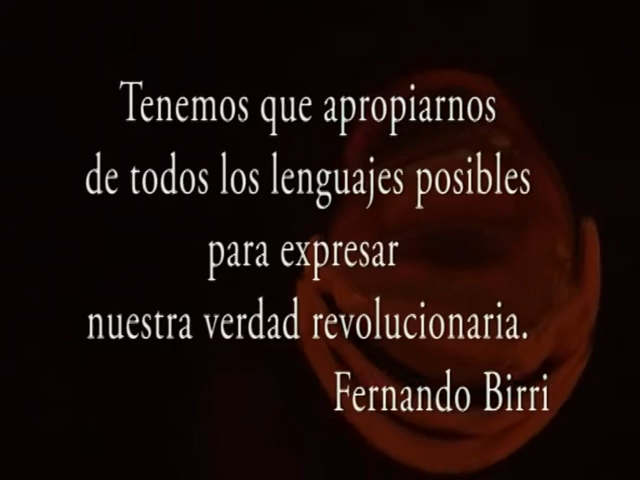 Tenemos que apropiarnos
de todos los lenguajes posibles
para expresar
nuestra verdad revolucionaria.
Fernando Birri